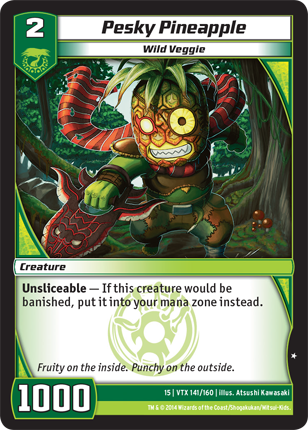 2
Pesky Pineapple
Wild Veggie
Creature
Unsliceable — If this creature would be
banished, put it into your mana zone instead.
Fruity on the inside. Punchy on the outside.
1000
15 | VTX 141/160 | illus. Atsushi Kawasaki
TM & © 2014 Wizards of the Coast/Shogakukan/Mitsui-Kids.